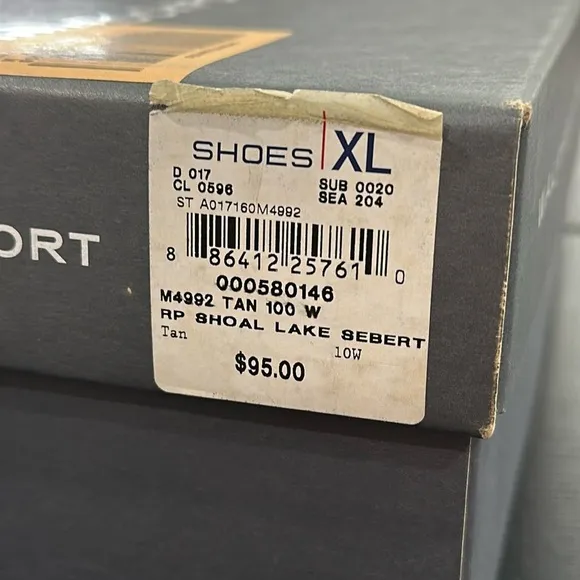 SHOES XL
D 017
CL 0596
SUB 0020
SEA 204
ST A017160M4992
8 86412 25761 0
000580146
M4992 TAN 100 W
RP SHOAL LAKE SEBERT
Tan
10W
$95.00
ORT